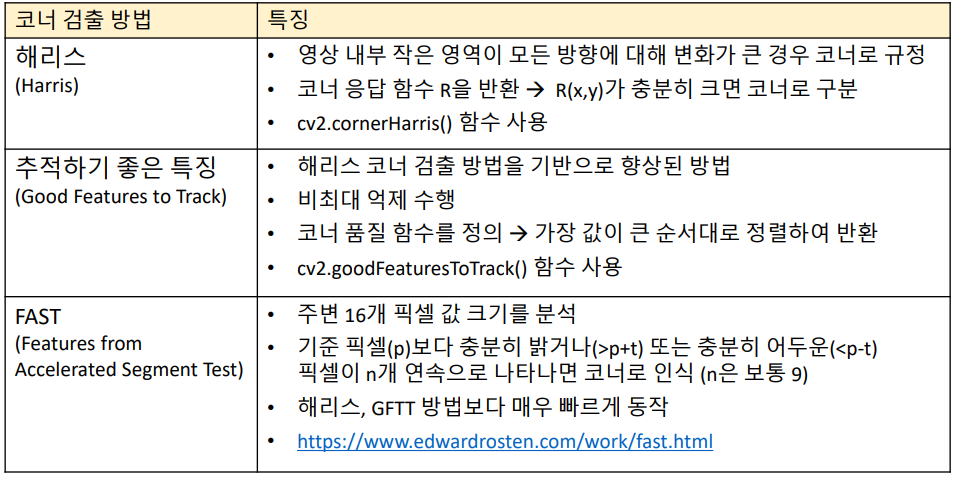 코너 검출 방법
특징
해리스
(Harris)
• 영상 내부 작은 영역이 모든 방향에 대해 변화가 큰 경우 코너로 규정
• 코너 응답 함수 R을 반환 → R(x,y)가 충분히 크면 코너로 구분
• cv2.cornerHarris() 함수 사용
추적하기 좋은 특징
(Good Features to Track)
• 해리스 코너 검출 방법을 기반으로 향상된 방법
• 비최대 억제 수행
• 코너 품질 함수를 정의 → 가장 값이 큰 순서대로 정렬하여 반환
• cv2.goodFeaturesToTrack() 함수 사용
FAST
(Features from
Accelerated Segment Test)
• 주변 16개 픽셀 값 크기를 분석
• 기준 픽셀(p)보다 충분히 밝거나(>p+t) 또는 충분히 어두운(<p-t)
픽셀이 n개 연속으로 나타나면 코너로 인식 (n은 보통 9)
• 해리스, GFTT 방법보다 매우 빠르게 동작
• https://www.edwardrosten.com/work/fast.html